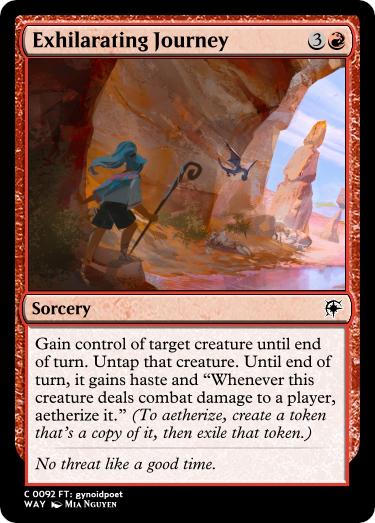 Exhilarating Journey 3
Sorcery
Gain control of target creature until end
of turn. Untap that creature. Until end of
turn, it gains haste and “Whenever this
creature deals combat damage to a player,
aetherize it.” (To aetherize, create a token
that’s a copy of it, then exile that token.)
No threat like a good time.
C 0092 FT: gynoidpoet
WAY Mia Nguyen